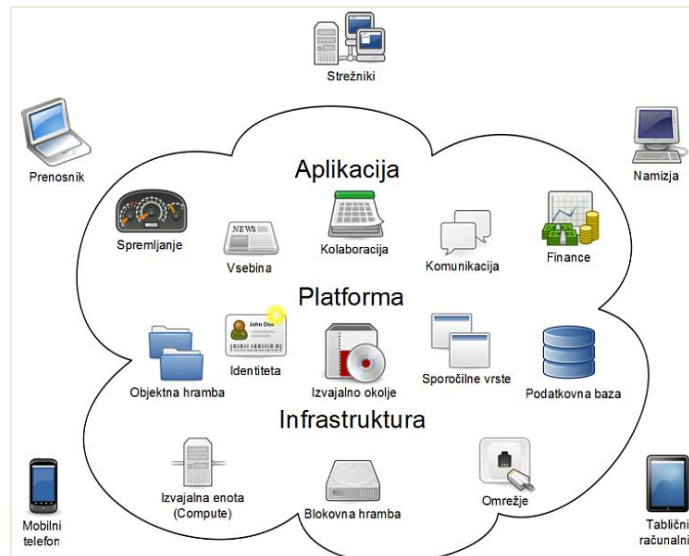 Strežniki
Prenosnik
Namizja
Aplikacija
Spremljanje
NEWS
Vsebina
Kolaboracija
Komunikacija
Finance
Platforma
John Doe
Objektna hramba
Identiteta
Izvajalno okolje
Sporočilne vrste
Podatkovna baza
Infrastruktura
Izvajalna enota
(Compute)
Blokovna hramba
Omrežje
Mobilni
telefon
Tablični
računalni